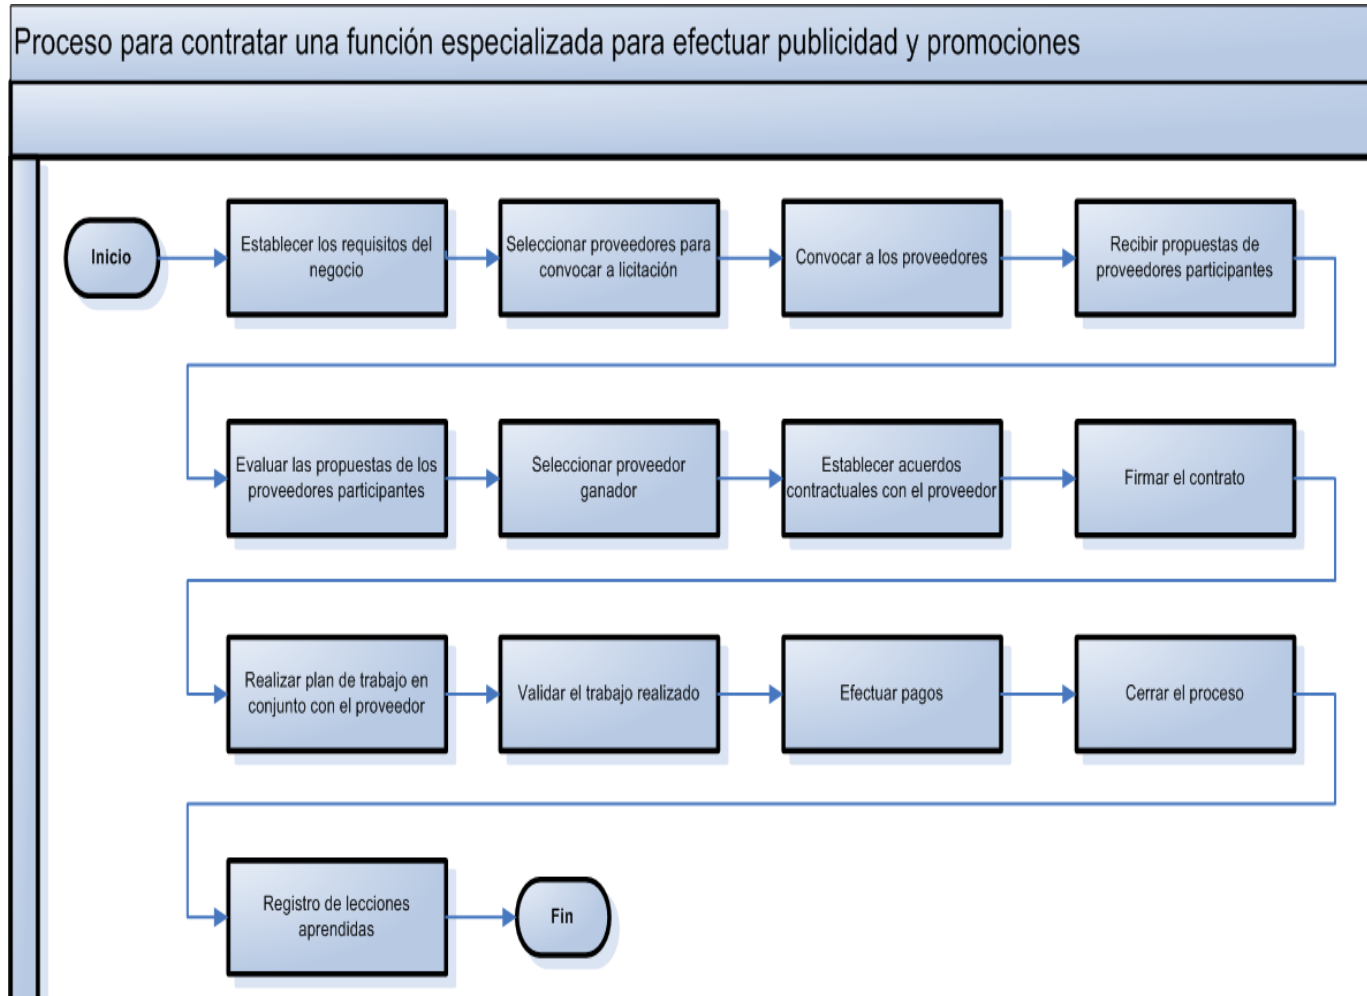 Proceso para contratar una función especializada para efectuar publicidad y promociones
Inicio
Establecer los requisitos del
negocio
Seleccionar proveedores para
convocar a licitación
Convocar a los proveedores
Recibir propuestas de
proveedores participantes
Evaluar las propuestas de los
proveedores participantes
Seleccionar proveedor
ganador
Establecer acuerdos
contractuales con el proveedor
Firmar el contrato
Realizar plan de trabajo en
conjunto con el proveedor
Validar el trabajo realizado
Efectuar pagos
Cerrar el proceso
Registro de lecciones
aprendidas
Fin